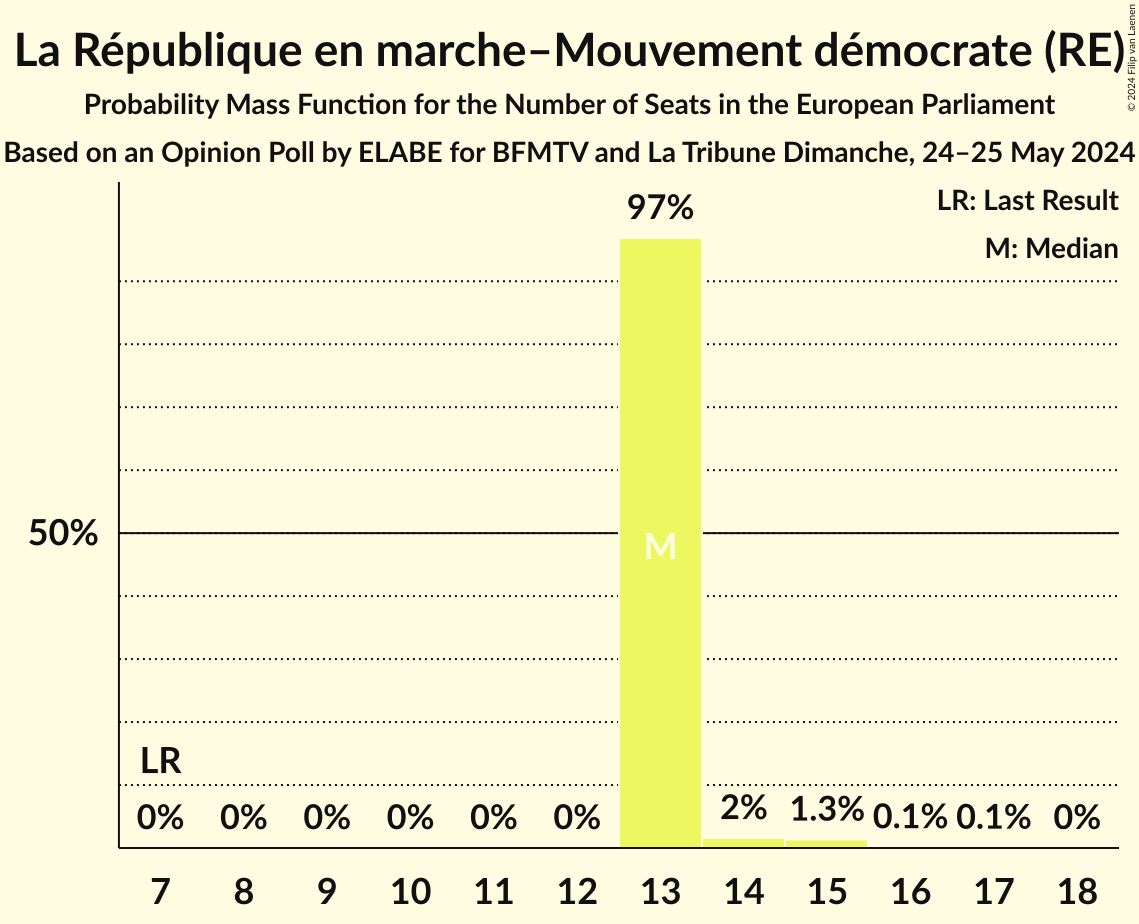 La République en marche–Mouvement démocrate (RE)
© 2024 Filip van Laenen
Probability Mass Function for the Number of Seats in the European Parliament
Based on an Opinion Poll by ELABE for BFMTV and La Tribune Dimanche, 24–25 May 2024
LR: Last Result
M: Median
97%
50%
M
LR
0% 0% 0% 0% 0% 0% 2% 1.3% 0.1% 0.1% 0%
7 8 9 10 11 12 13 14 15 16 17 18